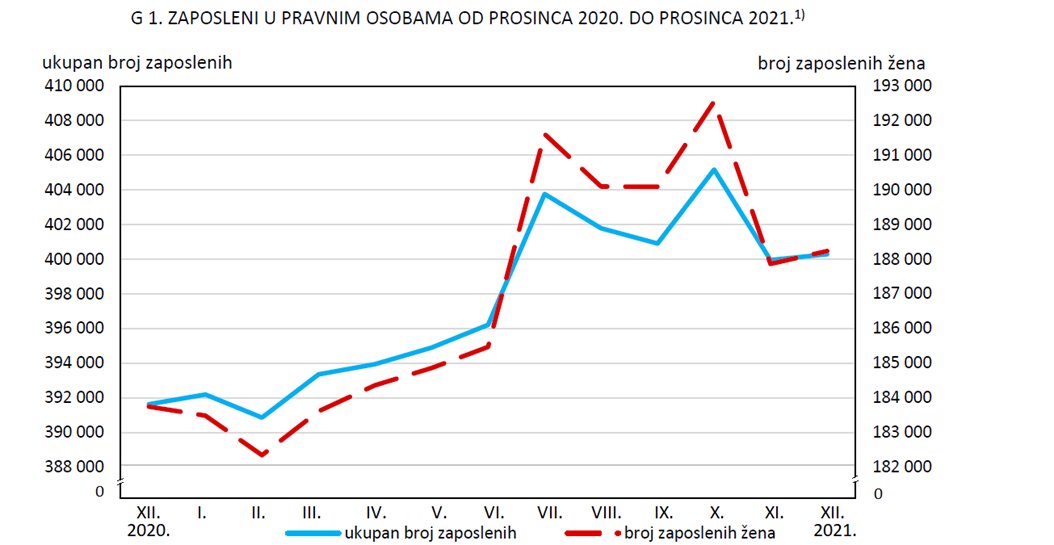 G 1. ZAPOSLENI U PRAVNIM OSOBAMA OD PROSINCA 2020. DO PROSINCA 2021.1)
ukupan broj zaposlenih broj zaposlenih žena
410 000 193 000
408 000 192 000
406 000 191 000
404 000 190 000
402 000 189 000
400 000 188 000
398 000 187 000
396 000 186 000
394 000 185 000
392 000 184 000
390 000 183 000
388 000 182 000
0 0
XII. I. II. III. IV. V. VI. VII. VIII. IX. X. XI. XII.
2020. 2021.
ukupan broj zaposlenih broj zaposlenih žena